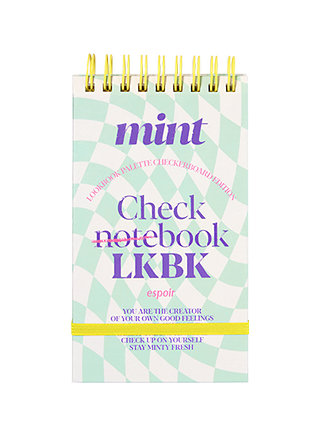 mint
LOOKBOOK PALETTE CHECKERBOARD EDITION
Check
notebook
LKBK
espoir
YOU ARE THE CREATOR
OF YOUR OWN GOOD FEELINGS
CHECK UP ON YOURSELF
STAY MINTY FRESH